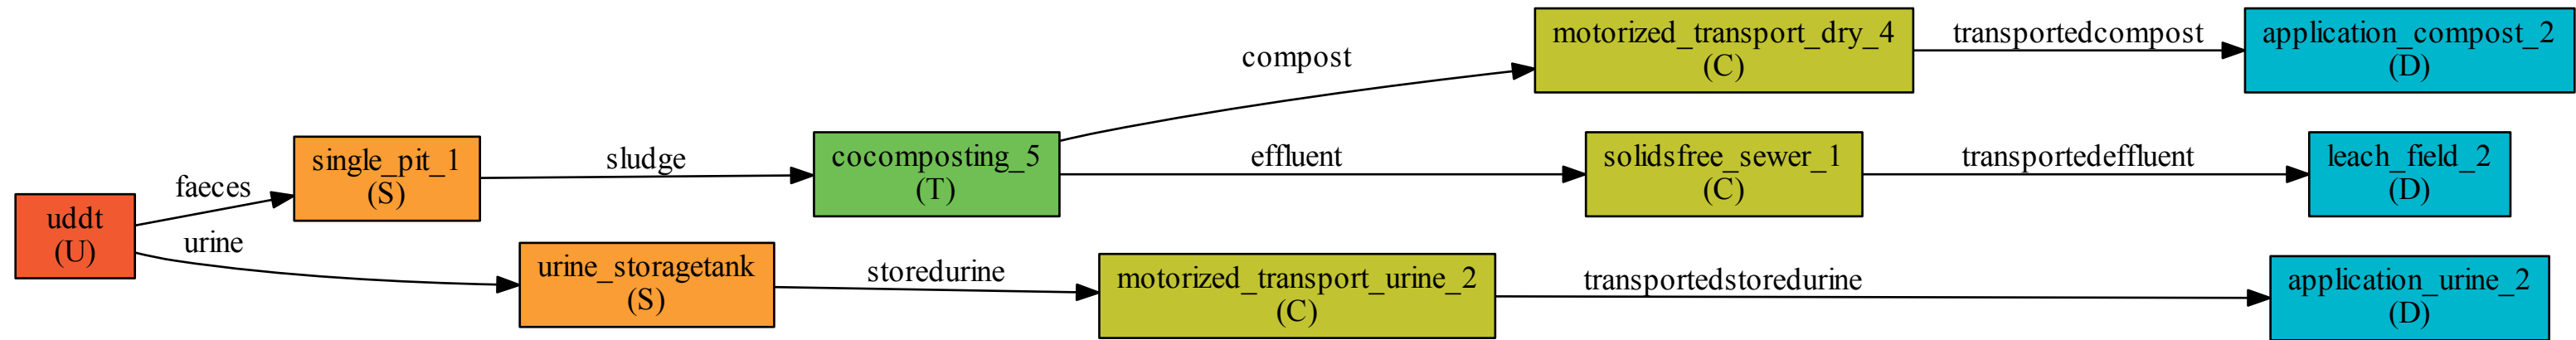 uddt
(U)
faeces
urine
single_pit_1
(S)
urine_storagetank
(S)
sludge
storedurine
cocomposting_5
(T)
motorized_transport_urine_2
(C)
compost
effluent
motorized_transport_dry_4
(C)
solidsfree_sewer_1
(C)
transportedcompost
transportedeffluent
transportedstoredurine
application_compost_2
(D)
leach_field_2
(D)
application_urine_2
(D)